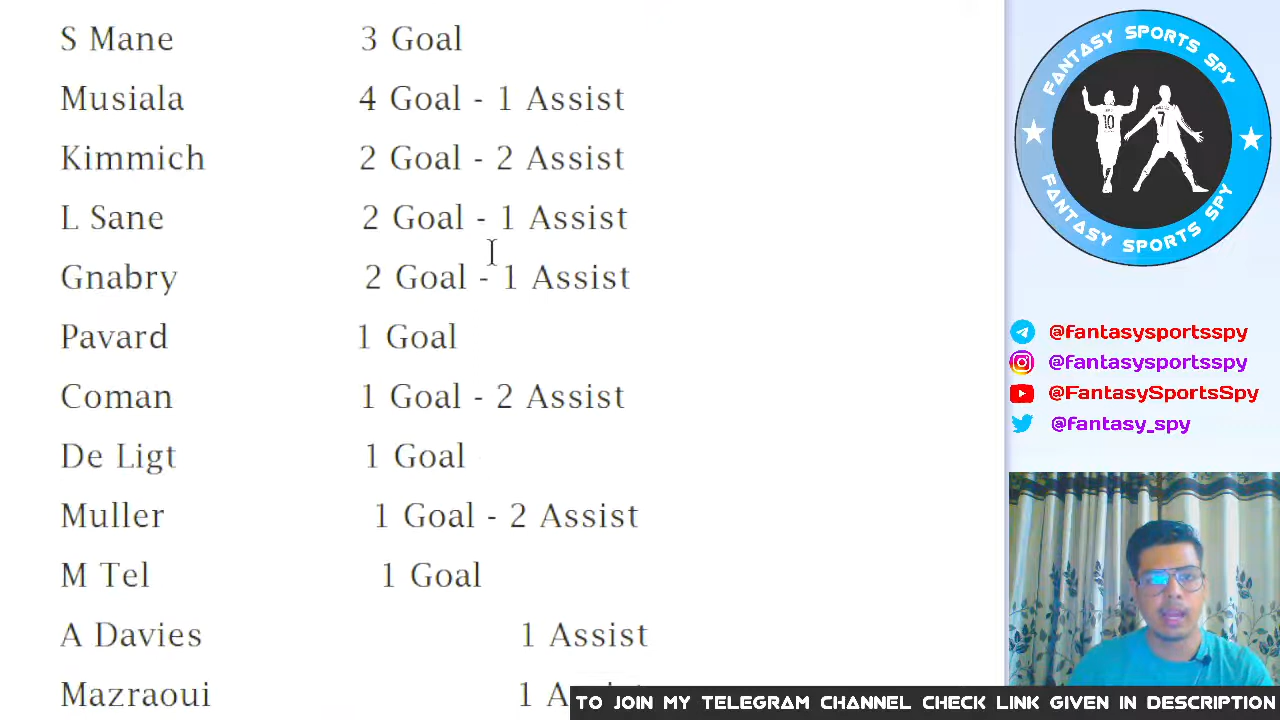 S Mane 3 Goal
Musiala 4 Goal - 1 Assist
Kimmich 2 Goal - 2 Assist
L Sane 2 Goal - 1 Assist
Gnabry 2 Goal - 1 Assist
Pavard 1 Goal
Coman 1 Goal - 2 Assist
De Ligt 1 Goal
Muller 1 Goal - 2 Assist
M Tel 1 Goal
A Davies 1 Assist
Mazraoui 1
FANTASY SPORTS SPY
10 7
FANTASY SPORTS SPY
@fantasysportsspy
@fantasysportsspy
@FantasySportsSpy
@fantasy_spy
TO JOIN MY TELEGRAM CHANNEL CHECK LINK GIVEN IN DESCRIPTION